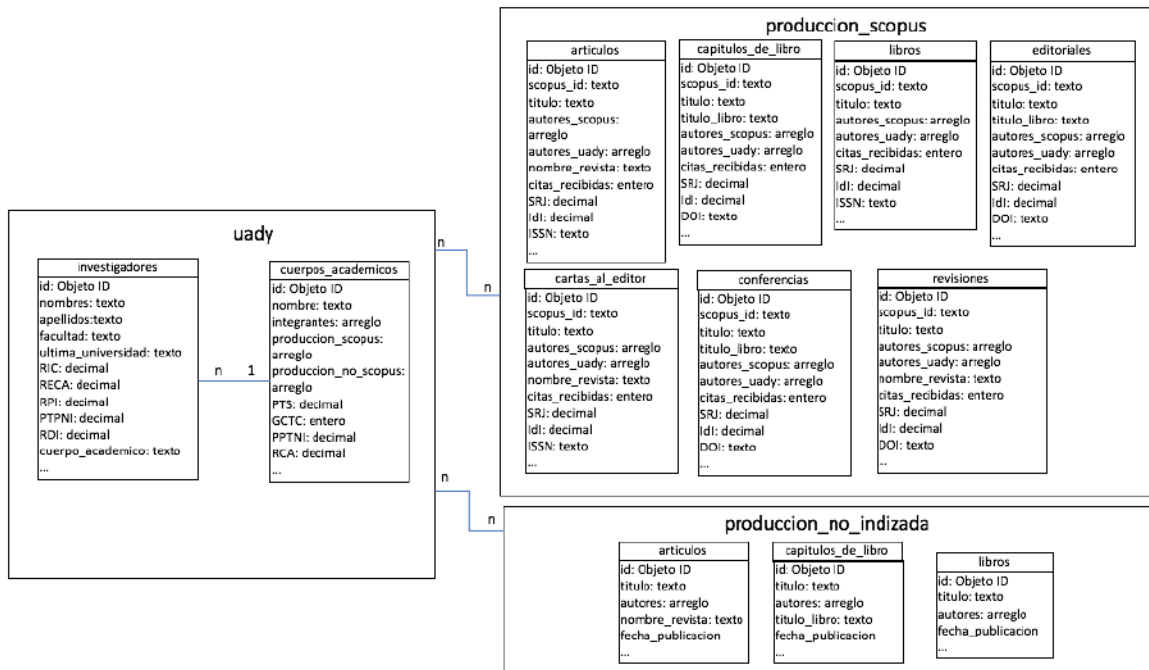 produccion_scopus
articulos
id: Objeto ID
scopus_id: texto
titulo: texto
autores_scopus:
arreglo
autores_uady: arreglo
nombre_revista: texto
citas_recibidas: entero
SRJ: decimal
IdI: decimal
ISSN: texto
...
capitulos_de_libro
id: Objeto ID
scopus_id: texto
titulo: texto
titulo_libro: texto
autores_scopus: arreglo
autores_uady: arreglo
citas_recibidas: entero
SRJ: decimal
IdI: decimal
DOI: texto
...
libros
id: Objeto ID
scopus_id: texto
titulo: texto
autores_scopus: arreglo
autores_uady: arreglo
citas_recibidas: entero
SRJ: decimal
IdI: decimal
ISSN: texto
...
editoriales
id: Objeto ID
scopus_id: texto
titulo: texto
titulo_libro: texto
autores_scopus: arreglo
autores_uady: arreglo
citas_recibidas: entero
SRJ: decimal
IdI: decimal
DOI: texto
...
cartas_al_editor
id: Objeto ID
scopus_id: texto
titulo: texto
autores_scopus: arreglo
autores_uady: arreglo
nombre_revista: texto
citas_recibidas: entero
SRJ: decimal
IdI: decimal
ISSN: texto
...
conferencias
id: Objeto ID
scopus_id: texto
titulo: texto
titulo_libro: texto
autores_scopus: arreglo
autores_uady: arreglo
citas_recibidas: entero
SRJ: decimal
IdI: decimal
DOI: texto
...
revisiones
id: Objeto ID
scopus_id: texto
titulo: texto
autores_scopus: arreglo
autores_uady: arreglo
nombre_revista: texto
citas_recibidas: entero
SRJ: decimal
IdI: decimal
DOI: texto
...
uady
investigadores
id: Objeto ID
nombres: texto
apellidos:texto
facultad: texto
ultima_universidad: texto
RIC: decimal
RECA: decimal
RPI: decimal
PTPNI: decimal
RDI: decimal
cuerpo_academico: texto
...
n
1
cuerpos_academicos
id: Objeto ID
nombre: texto
integrantes: arreglo
produccion_scopus:
arreglo
produccion_no_scopus:
arreglo
PTS: decimal
GCTC: entero
PPTNI: decimal
RCA: decimal
...
n
n
n
n
produccion_no_indizada
articulos
id: Objeto ID
titulo: texto
autores: arreglo
nombre_revista: texto
fecha_publicacion
...
capitulos_de_libro
id: Objeto ID
titulo: texto
autores: arreglo
titulo_libro: texto
fecha_publicacion
...
libros
id: Objeto ID
titulo: texto
autores: arreglo
fecha_publicacion
...